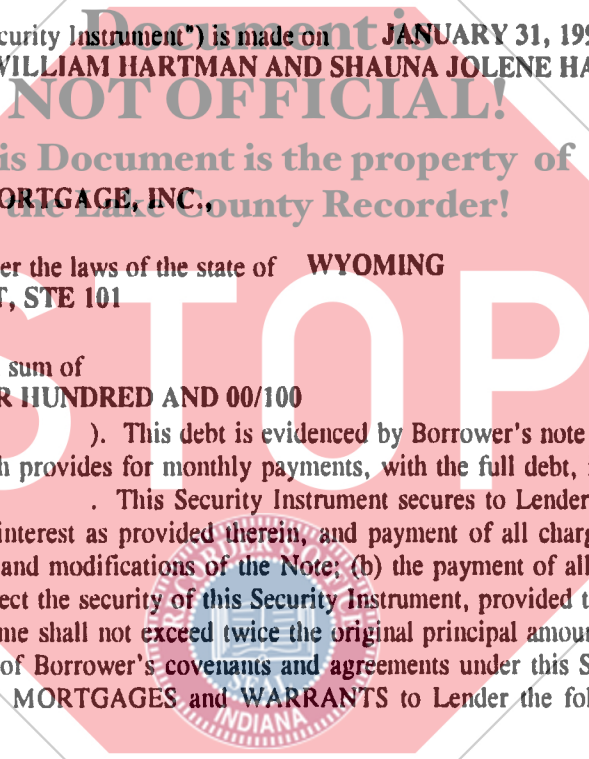 Document is
curity Instrument") is made on JANUARY 31, 199
WILLIAM HARTMAN AND SHAUNA JOLENE HA
NOT OFFICIAL!
is Document is the property of
ORTGAGE, INC.,
the Lake County Recorder!
er the laws of the state of WYOMING
T, STE 101
STOP
sum of
R HUNDRED AND 00/100
). This debt is evidenced by Borrower's note
h provides for monthly payments, with the full debt,
. This Security Instrument secures to Lender
interest as provided therein, and payment of all charg
and modifications of the Note; (b) the payment of all
ect the security of this Security Instrument, provided t
me shall not exceed twice the original principal amou
of Borrower's covenants and agreements under this S
MORTGAGES and WARRANTS to Lender the fol
SEAL
INDIANA